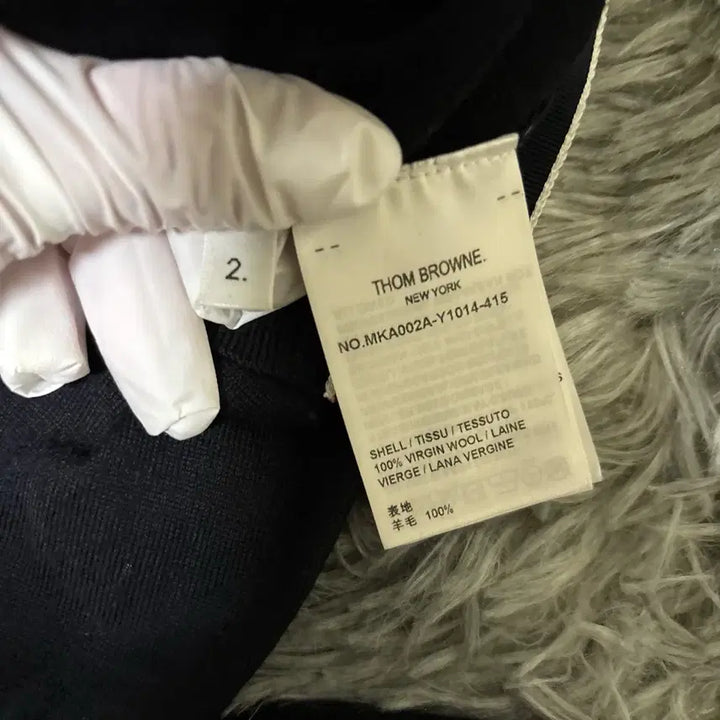 2.
THOM BROWNE.
NEW YORK
NO.MKA002A-Y1014-415
SHELL / TISSU / TESSUTO
100% VIRGIN WOOL / LAINE
VIERGE / LANA VERGINE
表地
羊毛 100%